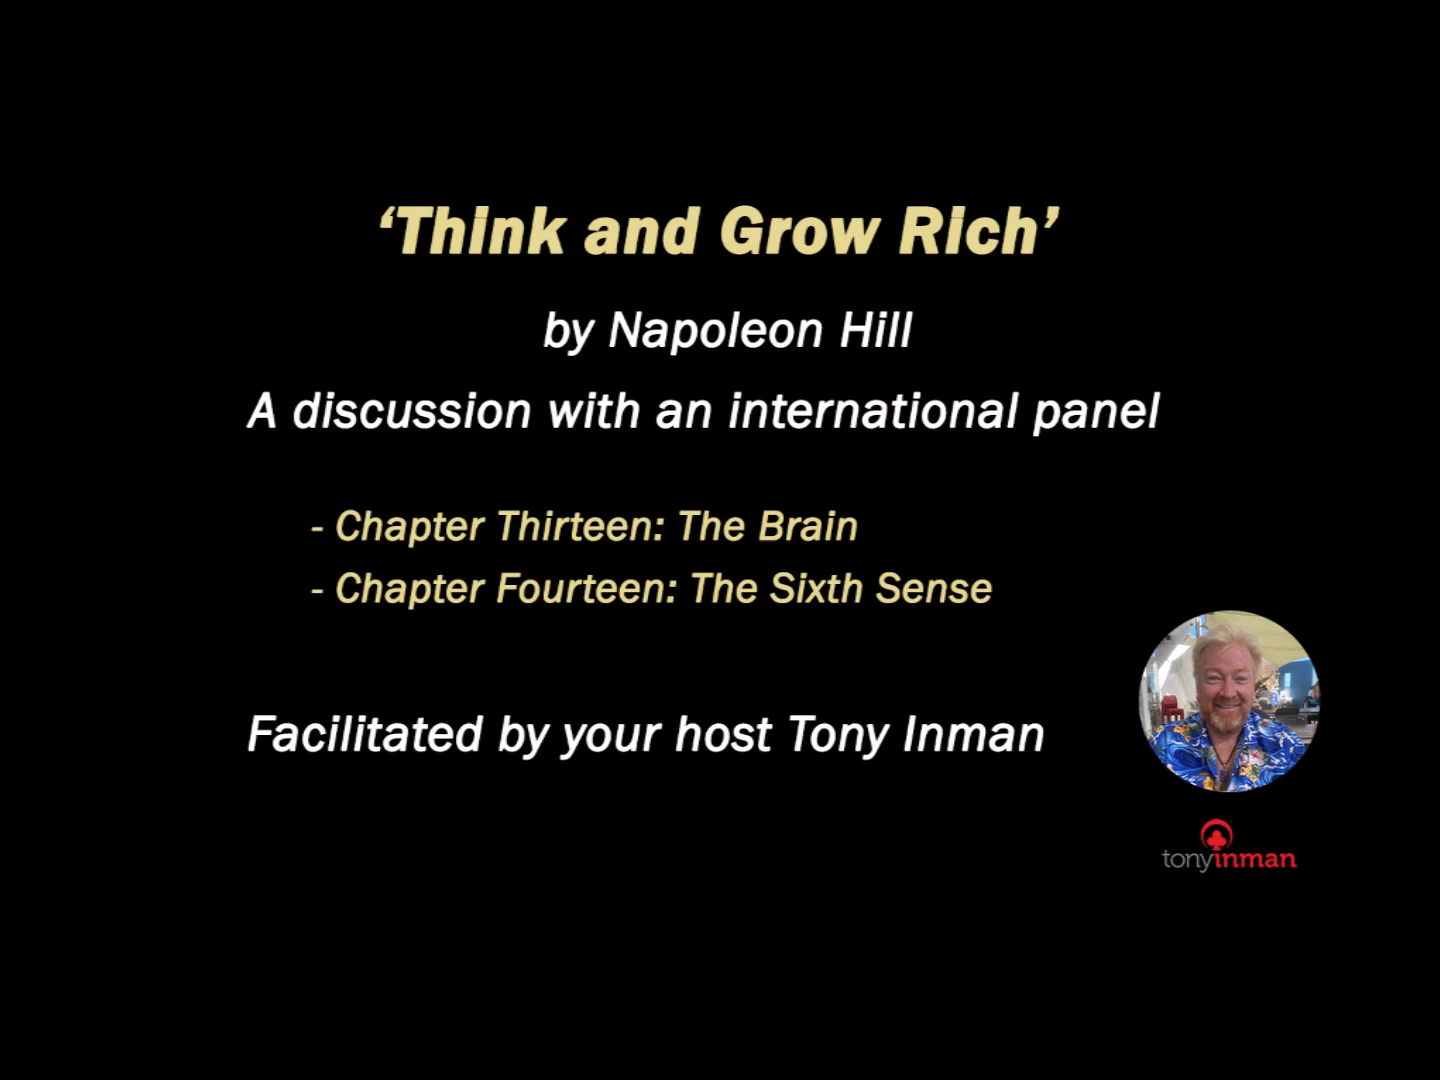 ‘Think and Grow Rich’
by Napoleon Hill
A discussion with an international panel
- Chapter Thirteen: The Brain
- Chapter Fourteen: The Sixth Sense
Facilitated by your host Tony Inman
tonyinman